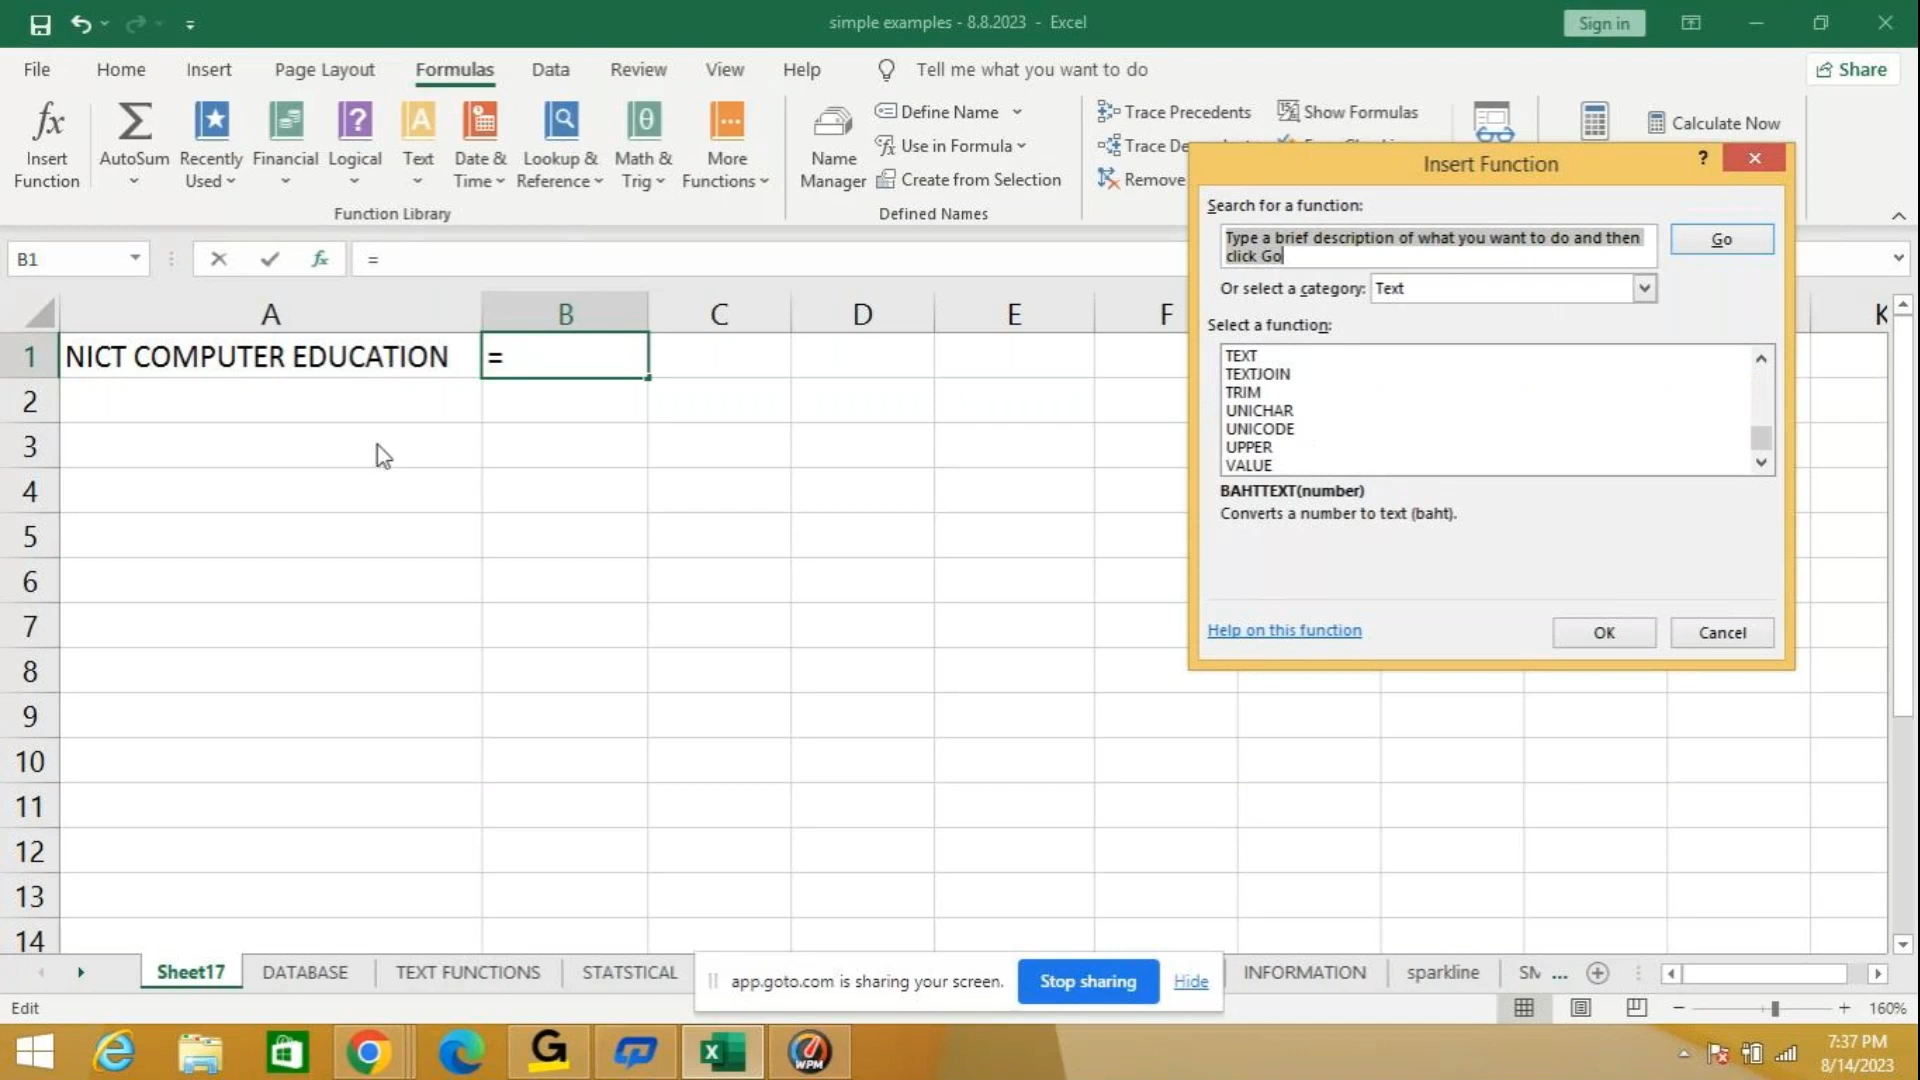 simple examples - 8.8.2023 - Excel
Sign in
File Home Insert Page Layout Formulas Data Review View Help Tell me what you want to do
Share
Insert Function
AutoSum
Recently Used
Financial
Logical
Text
Date & Time
Lookup & Reference
Math & Trig
More Functions
Function Library
Name Manager
Define Name
Use in Formula
Create from Selection
Defined Names
Trace Precedents
Remove
Show Formulas
Calculate Now
B1
fx
=
A B C D E F K
1 NICT COMPUTER EDUCATION =
2
3
4
5
6
7
8
9
10
11
12
13
14
Insert Function
?
Search for a function:
Type a brief description of what you want to do and then
click Go
Go
Or select a category: Text
Select a function:
TEXT
TEXTJOIN
TRIM
UNICHAR
UNICODE
UPPER
VALUE
BAHTTEXT(number)
Converts a number to text (baht).
Help on this function
OK
Cancel
Sheet17 DATABASE TEXT FUNCTIONS STATSTICAL INFORMATION sparkline SM ...
app.goto.com is sharing your screen.
Stop sharing
Hide
Edit
160%
WPM
7:37 PM
8/14/2023